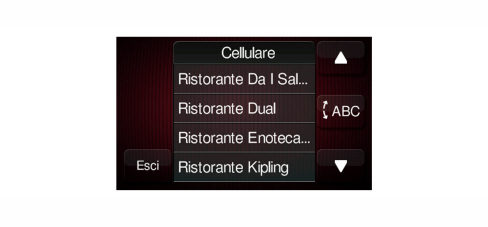 Cellulare
Ristorante Da I Sal...
Ristorante Dual
ABC
Ristorante Enoteca...
Esci
Ristorante Kipling